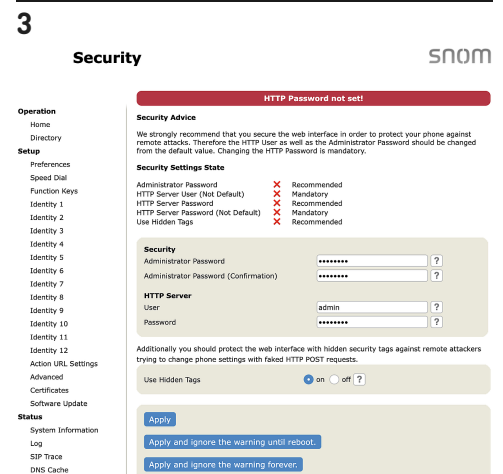 3
Security
snom
HTTP Password not set!
Operation
Home
Directory
Setup
Preferences
Speed Dial
Function Keys
Identity 1
Identity 2
Identity 3
Identity 4
Identity 5
Identity 6
Identity 7
Identity 8
Identity 9
Identity 10
Identity 11
Identity 12
Action URL Settings
Advanced
Certificates
Software Update
Status
System Information
Log
SIP Trace
DNS Cache
Security Advice
We strongly recommend that you secure the web interface in order to protect your phone against
remote attacks. Therefore the HTTP User as well as the Administrator Password should be changed
from the default value. Changing the HTTP Password is mandatory.
Security Settings State
Administrator Password Recommended
HTTP Server User (Not Default) Mandatory
HTTP Server Password Recommended
HTTP Server Password (Not Default) Mandatory
Use Hidden Tags Recommended
Security
Administrator Password •••••••• ?
Administrator Password (Confirmation) •••••••• ?
HTTP Server
User admin ?
Password •••••••• ?
Additionally you should protect the web interface with hidden security tags against remote attackers
trying to change phone settings with faked HTTP POST requests.
Use Hidden Tags on off ?
Apply
Apply and ignore the warning until reboot.
Apply and ignore the warning forever.